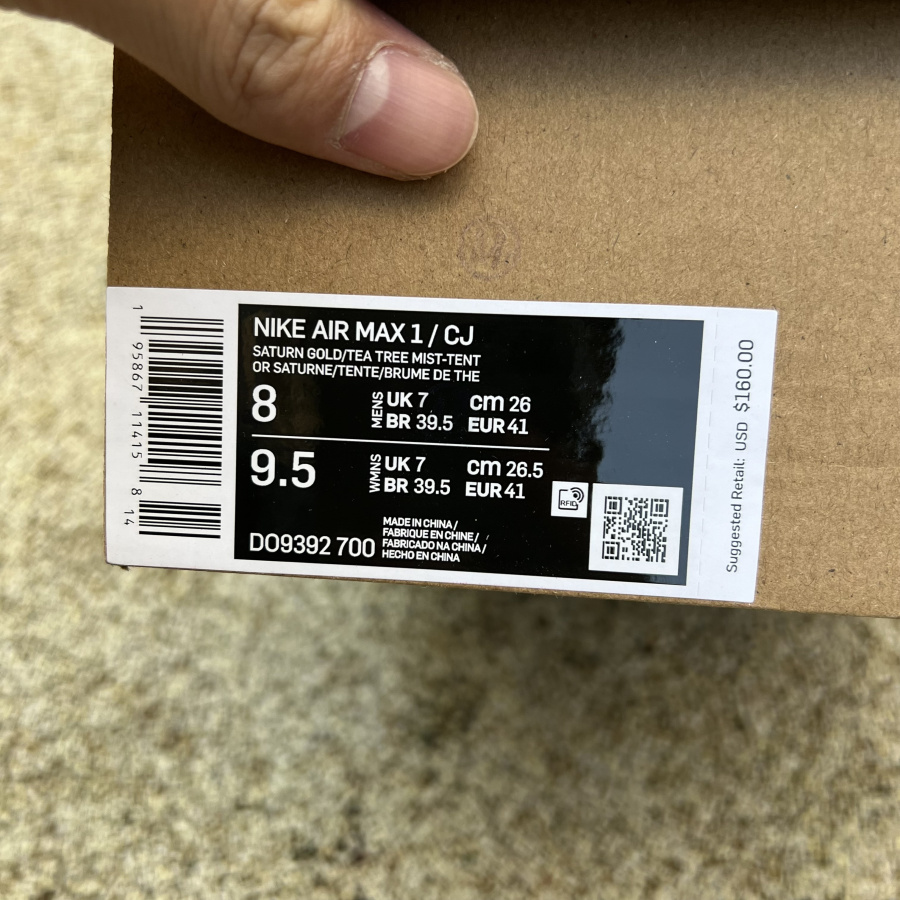 NIKE AIR MAX 1 / CJ
SATURN GOLD/TEA TREE MIST-TENT
OR SATURNE/TENTE/BRUME DE THE
8
MENS
UK 7 cm 26
BR 39.5 EUR 41
9.5
WMNS
UK 7 cm 26.5
BR 39.5 EUR 41
RFID
DO9392 700
MADE IN CHINA /
FABRIQUE EN CHINE /
FABRICADO NA CHINA /
HECHO EN CHINA
1 95867 11415 8 14
Suggested Retail: USD $160.00